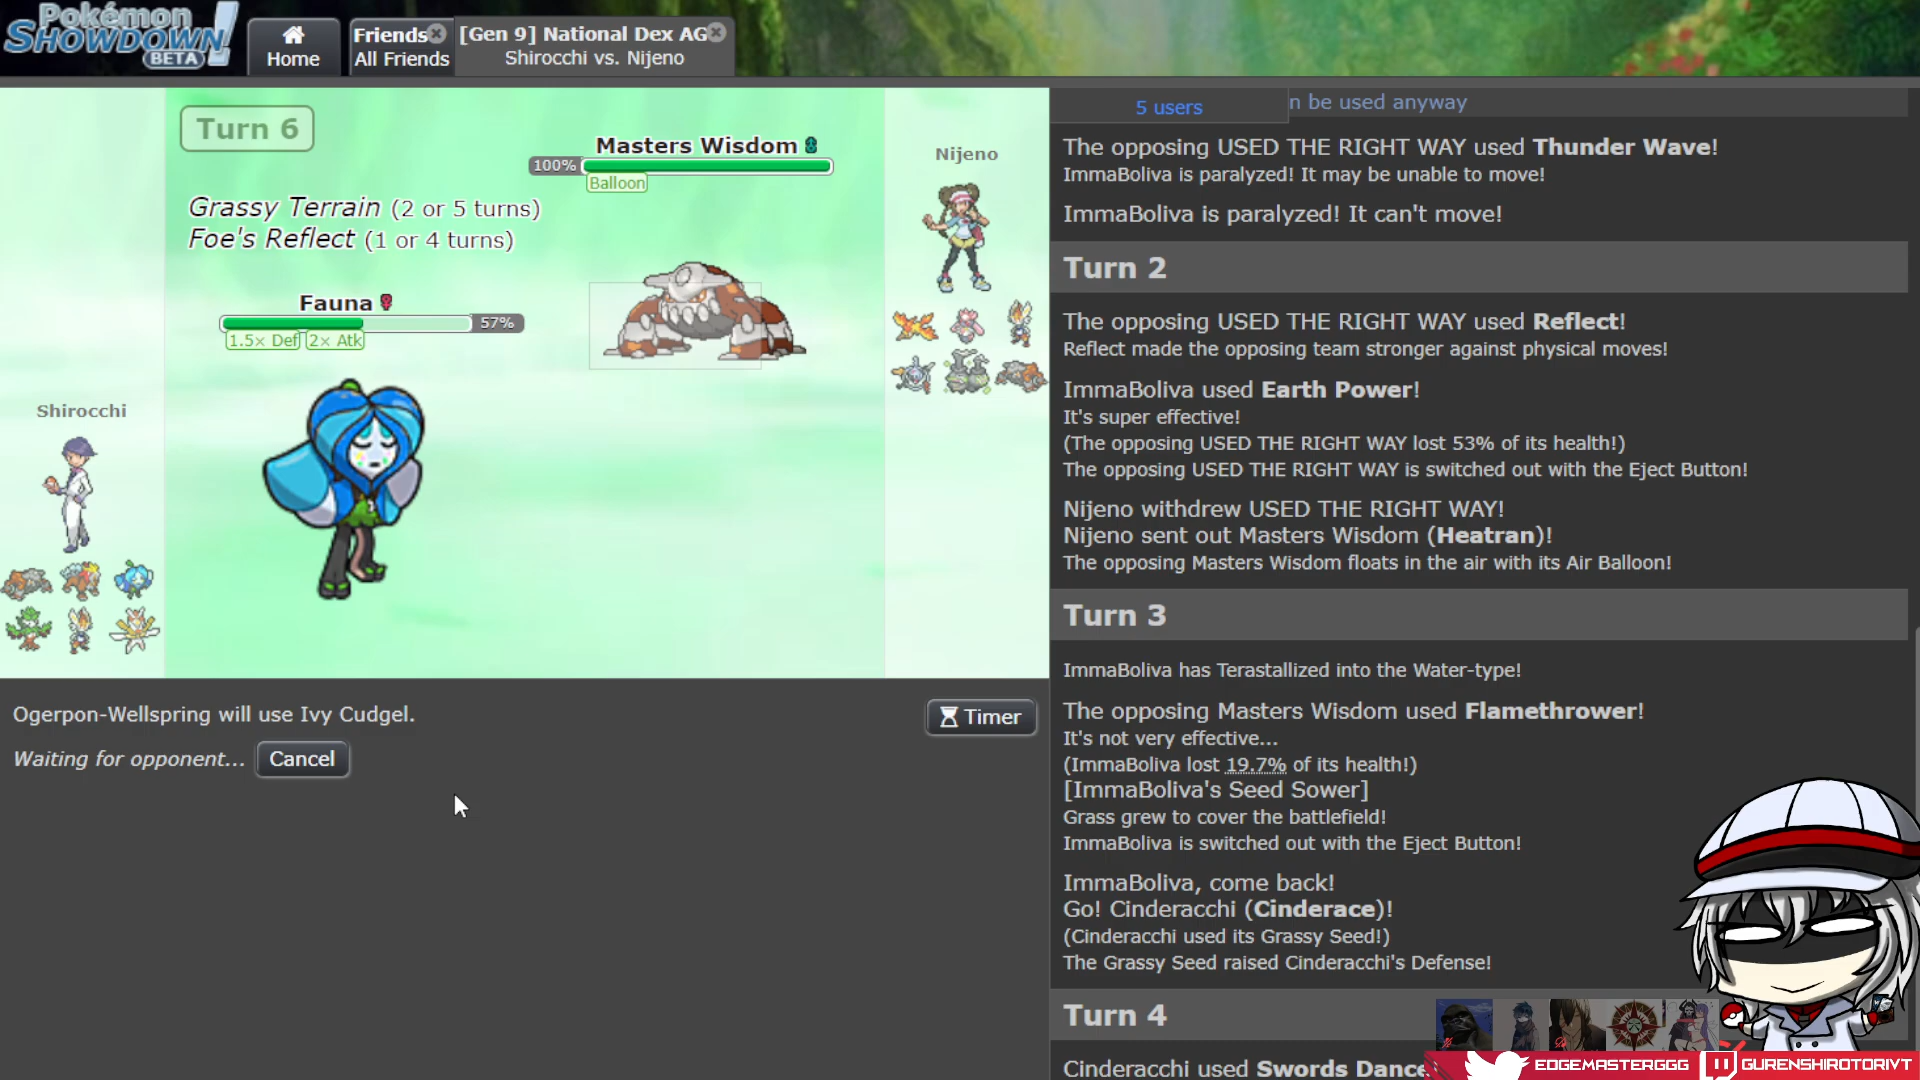 Pokémon
SHOWDOWN!
BETA
Home
Friends
All Friends
[Gen 9] National Dex AG
Shirocchi vs. Nijeno
Turn 6
Masters Wisdom
100%
Balloon
Grassy Terrain (2 or 5 turns)
Foe's Reflect (1 or 4 turns)
Fauna
57%
1.5× Def 2× Atk
Shirocchi
Nijeno
Ogerpon-Wellspring will use Ivy Cudgel.
Waiting for opponent... Cancel
Timer
5 users
n be used anyway
The opposing USED THE RIGHT WAY used Thunder Wave!
ImmaBoliva is paralyzed! It may be unable to move!
ImmaBoliva is paralyzed! It can't move!
Turn 2
The opposing USED THE RIGHT WAY used Reflect!
Reflect made the opposing team stronger against physical moves!
ImmaBoliva used Earth Power!
It's super effective!
(The opposing USED THE RIGHT WAY lost 53% of its health!)
The opposing USED THE RIGHT WAY is switched out with the Eject Button!
Nijeno withdrew USED THE RIGHT WAY!
Nijeno sent out Masters Wisdom (Heatran)!
The opposing Masters Wisdom floats in the air with its Air Balloon!
Turn 3
ImmaBoliva has Terastallized into the Water-type!
The opposing Masters Wisdom used Flamethrower!
It's not very effective...
(ImmaBoliva lost 19.7% of its health!)
[ImmaBoliva's Seed Sower]
Grass grew to cover the battlefield!
ImmaBoliva is switched out with the Eject Button!
ImmaBoliva, come back!
Go! Cinderacchi (Cinderace)!
(Cinderacchi used its Grassy Seed!)
The Grassy Seed raised Cinderacchi's Defense!
Turn 4
Cinderacchi used Swords Dance
EDGEMASTERGGG
GURENSHIROTORIVT